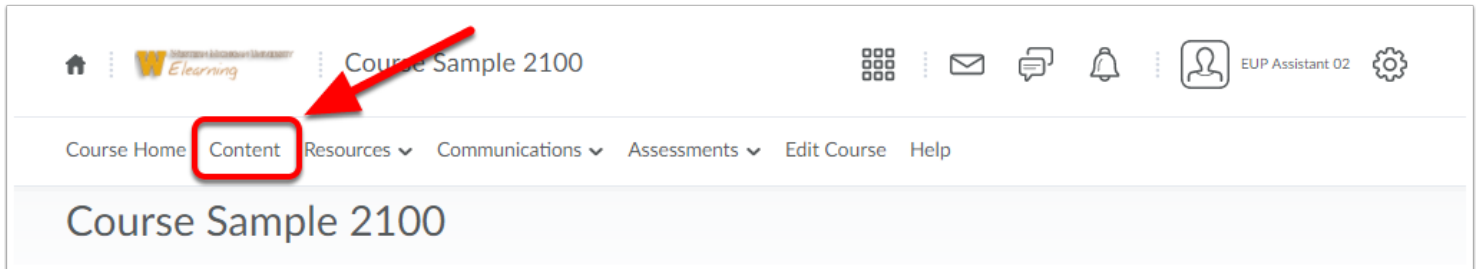 W Elearning Course Sample 2100 EUP Assistant 02
Course Home Content Resources Communications Assessments Edit Course Help
Course Sample 2100